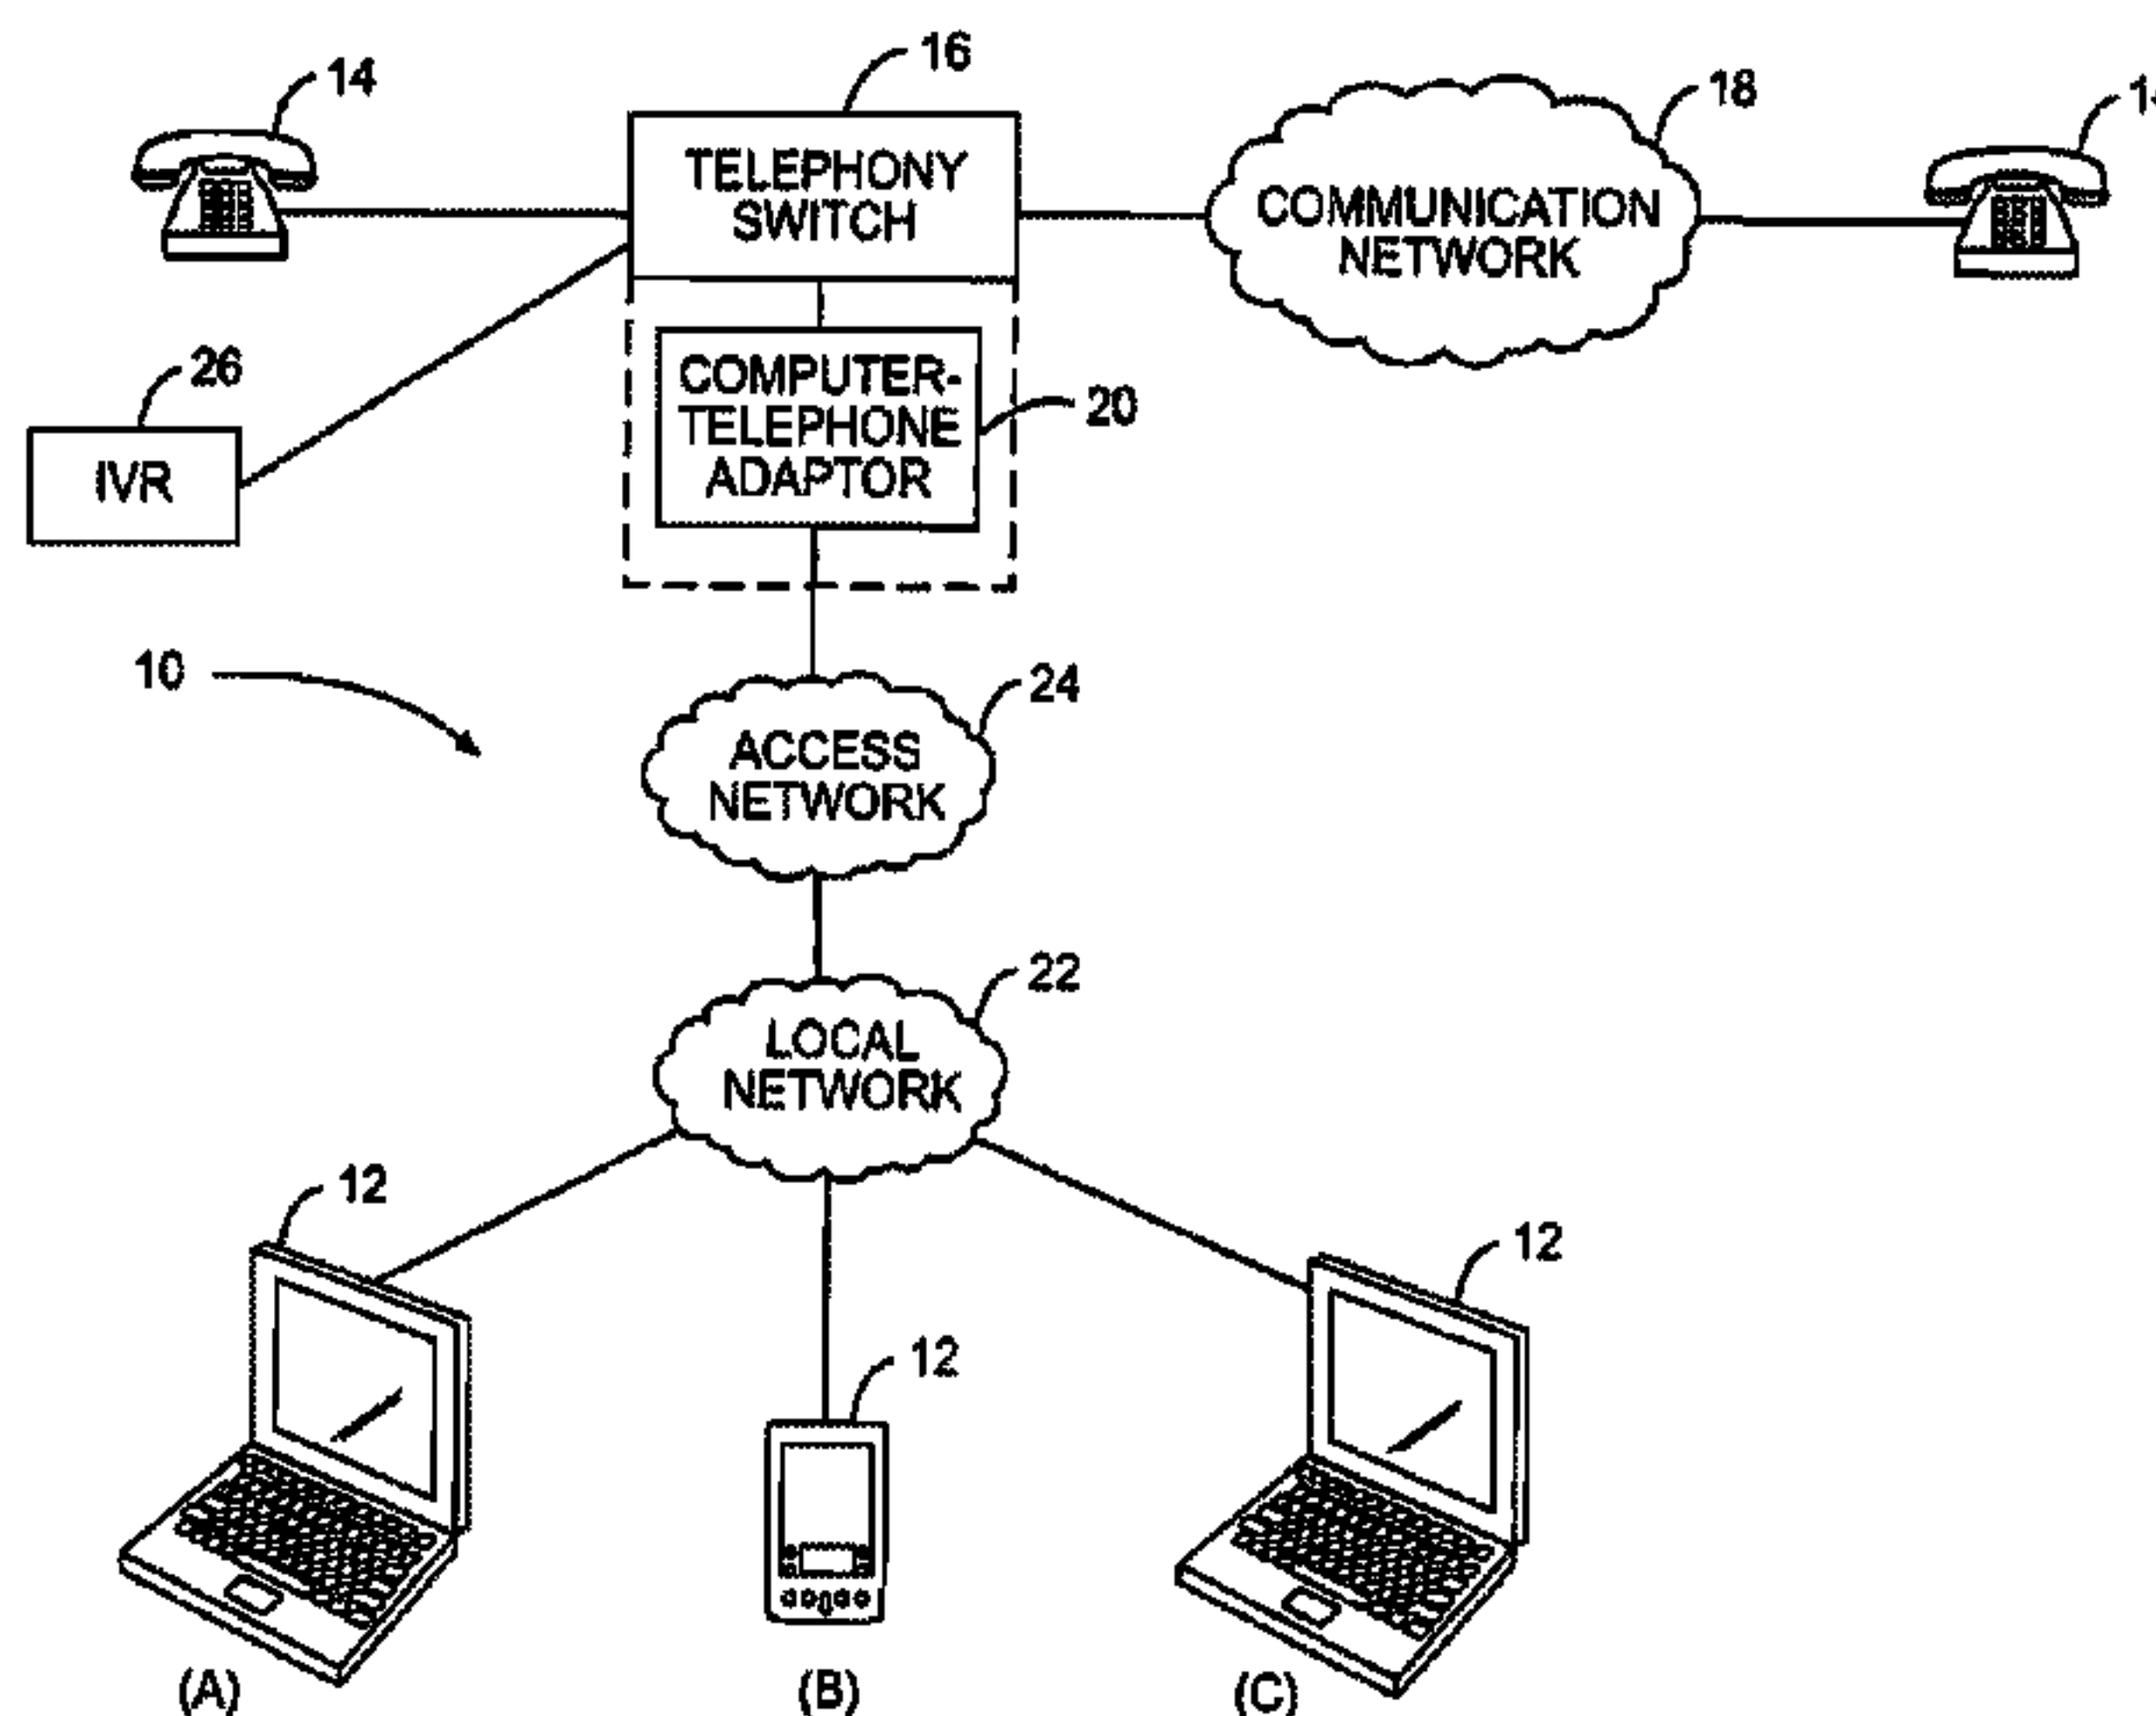 14
16
18
TELEPHONY
SWITCH
COMMUNICATION
NETWORK
26
IVR
COMPUTER-
TELEPHONE
ADAPTOR
20
10
24
ACCESS
NETWORK
22
LOCAL
NETWORK
12
12
12
(A)
(B)
(C)